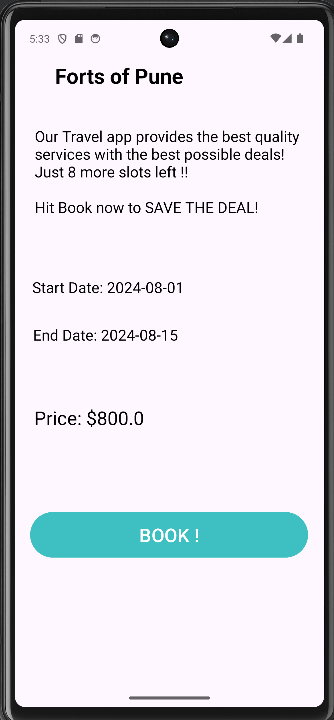 5:33
Forts of Pune
Our Travel app provides the best quality
services with the best possible deals!
Just 8 more slots left !!
Hit Book now to SAVE THE DEAL!
Start Date: 2024-08-01
End Date: 2024-08-15
Price: $800.0
BOOK !